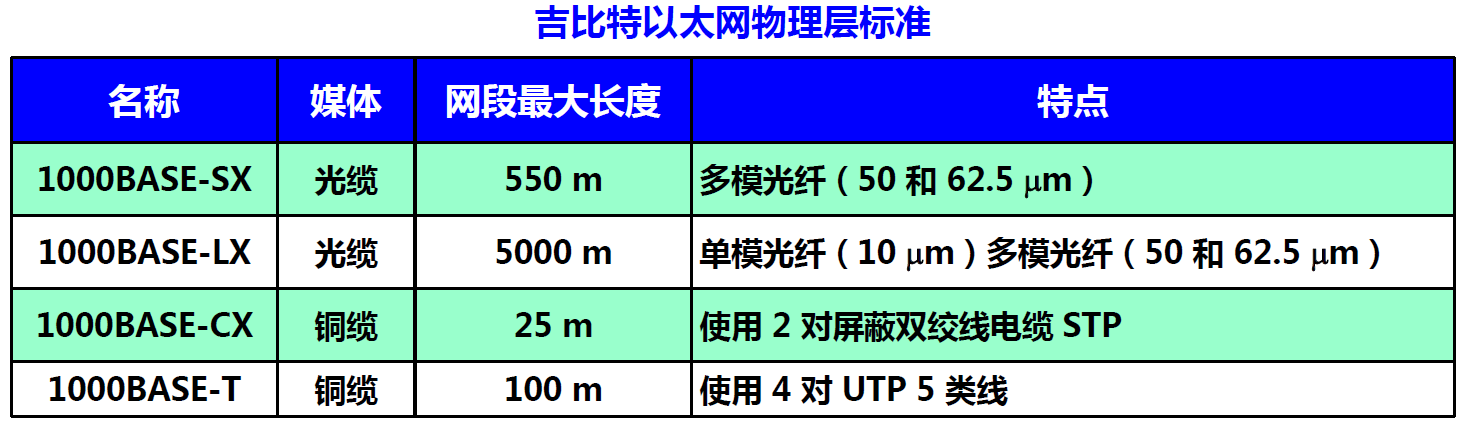 吉比特以太网物理层标准
名称 媒体 网段最大长度 特点
1000BASE-SX 光缆 550 m 多模光纤（50 和 62.5 μm）
1000BASE-LX 光缆 5000 m 单模光纤（10 μm）多模光纤（50 和 62.5 μm）
1000BASE-CX 铜缆 25 m 使用 2 对屏蔽双绞线电缆 STP
1000BASE-T 铜缆 100 m 使用 4 对 UTP 5 类线